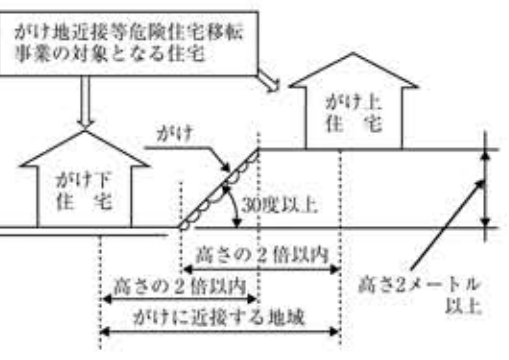 がけ地近接等危険住宅移転
事業の対象となる住宅
がけ上
住　宅
がけ
がけ下
住　宅
30度以上
高さの２倍以内
高さの２倍以内
高さ2メートル
以上
がけに近接する地域